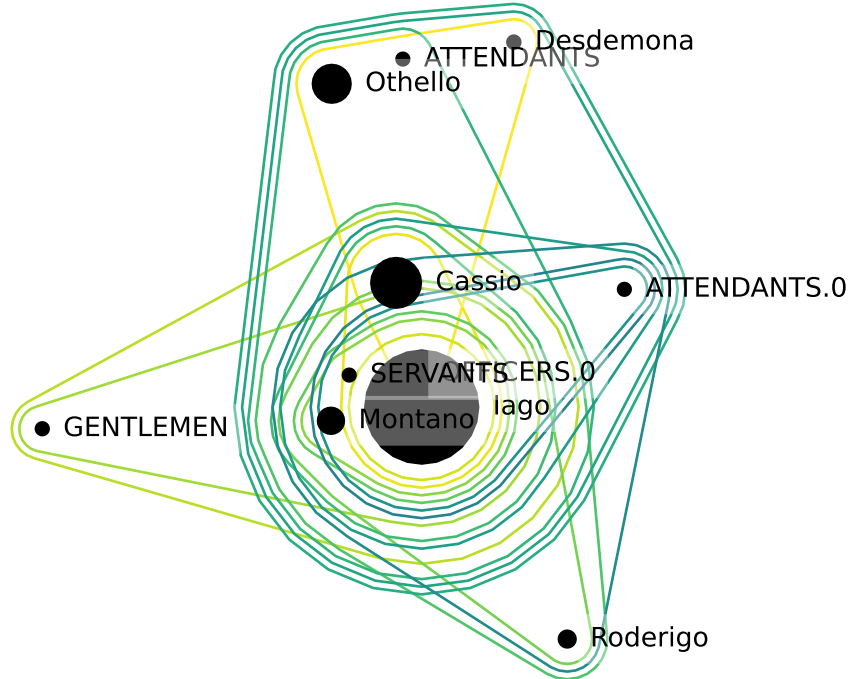 Desdemona
ATTENDANTS
Othello
Cassio
ATTENDANTS.0
SERVANTS
Iago
Montano
GENTLEMEN
Roderigo